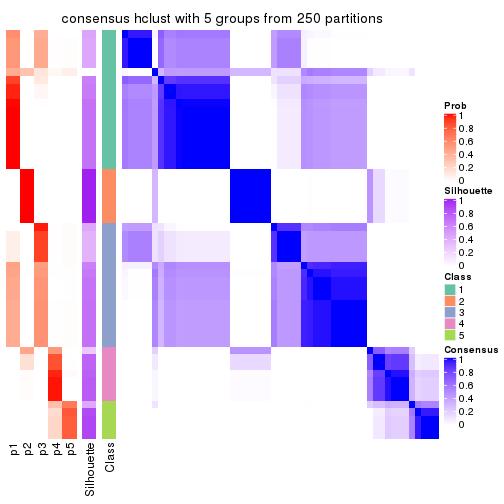 consensus hclust with 5 groups from 250 partitions
Prob
1
0.8
0.6
0.4
0.2
0
Silhouette
1
0.8
0.6
0.4
0.2
0
Class
1
2
3
4
5
Consensus
1
0.8
0.6
0.4
0.2
0
p1
p2
p3
p4
p5
Silhouette
Class